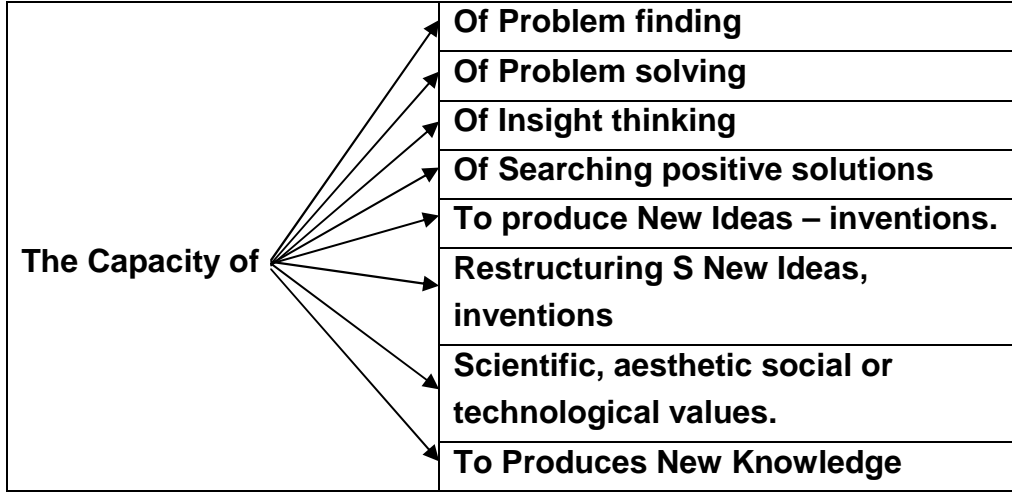 The Capacity of
Of Problem finding
Of Problem solving
Of Insight thinking
Of Searching positive solutions
To produce New Ideas – inventions.
Restructuring S New Ideas,
inventions
Scientific, aesthetic social or
technological values.
To Produces New Knowledge